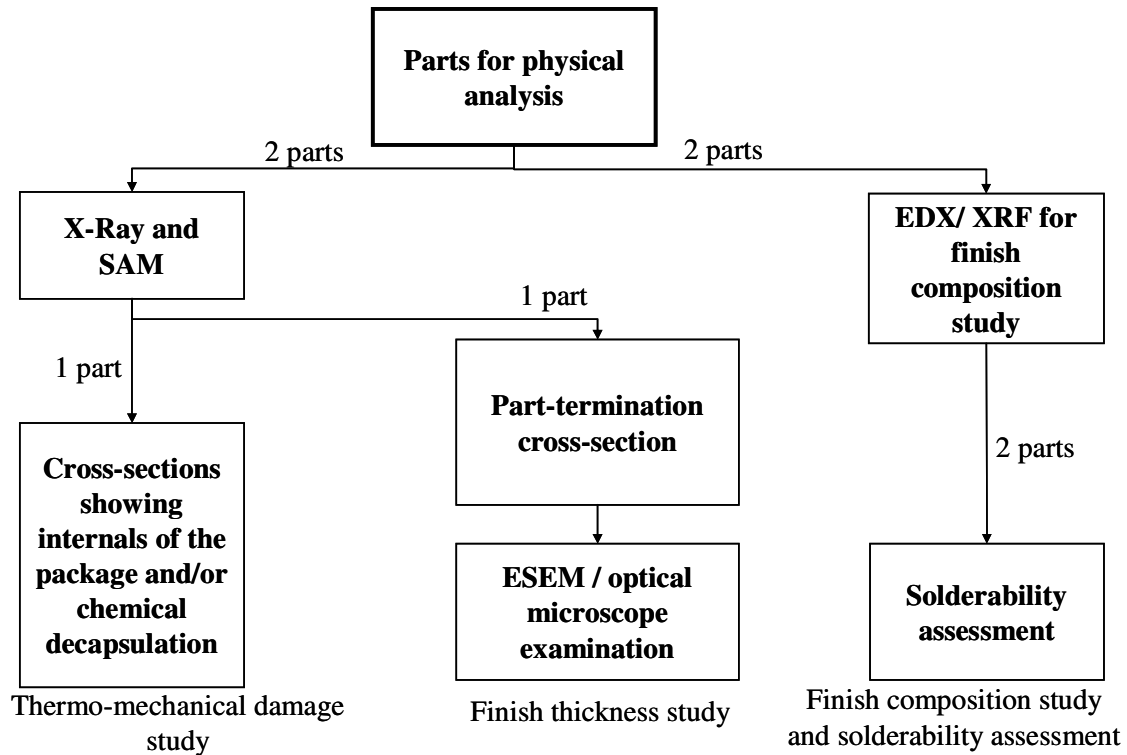 Parts for physical
analysis
2 parts
2 parts
X-Ray and
SAM
EDX/ XRF for
finish
composition
study
1 part
1 part
Part-termination
cross-section
2 parts
Cross-sections
showing
internals of the
package and/or
chemical
decapsulation
ESEM / optical
microscope
examination
Solderability
assessment
Thermo-mechanical damage
study
Finish thickness study
Finish composition study
and solderability assessment